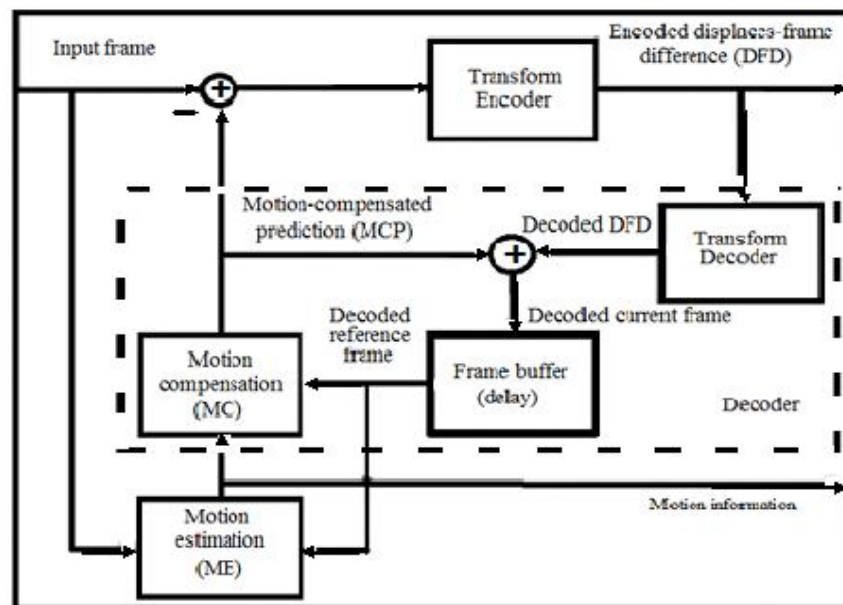 Input frame
Encoded displaces-frame
difference (DFD)
Transform
Encoder
Motion-compensated
prediction (MCP)
Decoded DFD
Transform
Decoder
Decoded
reference
frame
Decoded current frame
Motion
compensation
(MC)
Frame buffer
(delay)
Decoder
Motion information
Motion
estimation
(ME)